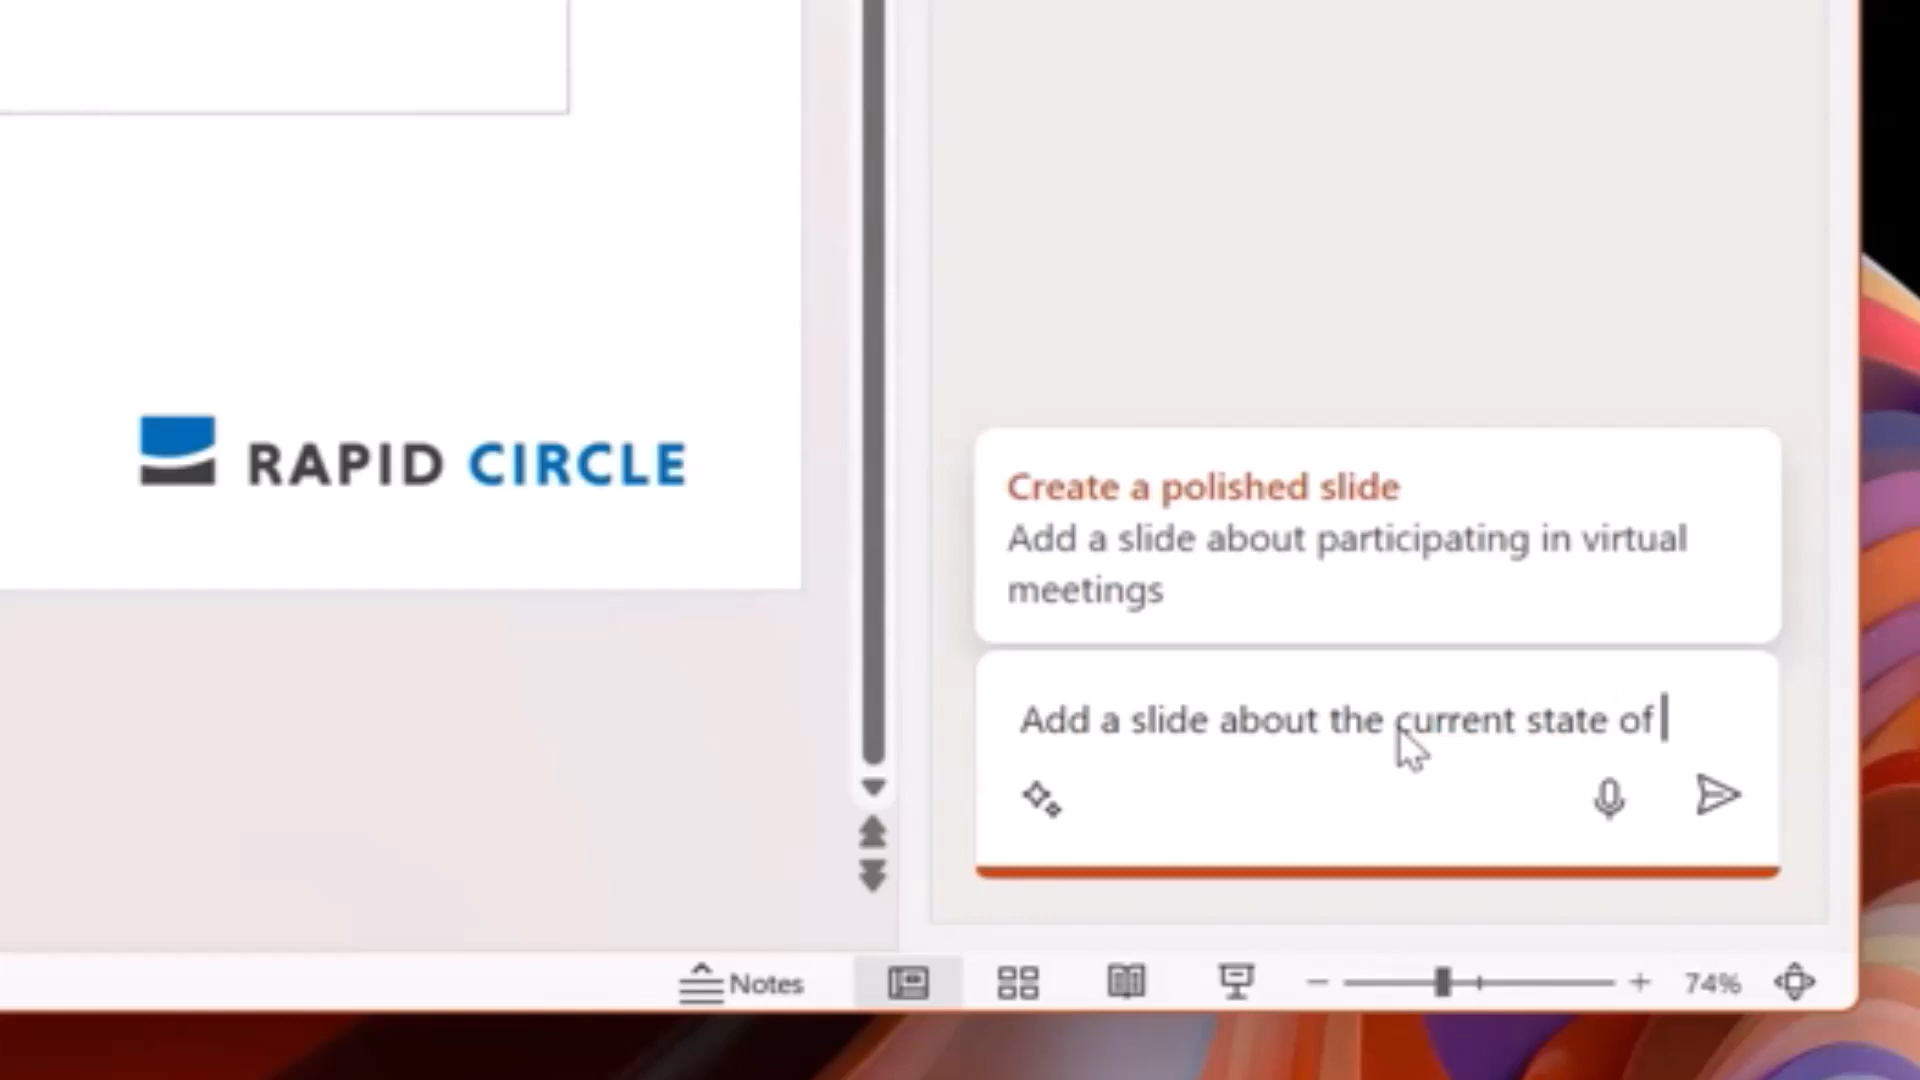 RAPID CIRCLE
Create a polished slide
Add a slide about participating in virtual
meetings
Add a slide about the current state of
Notes
74%